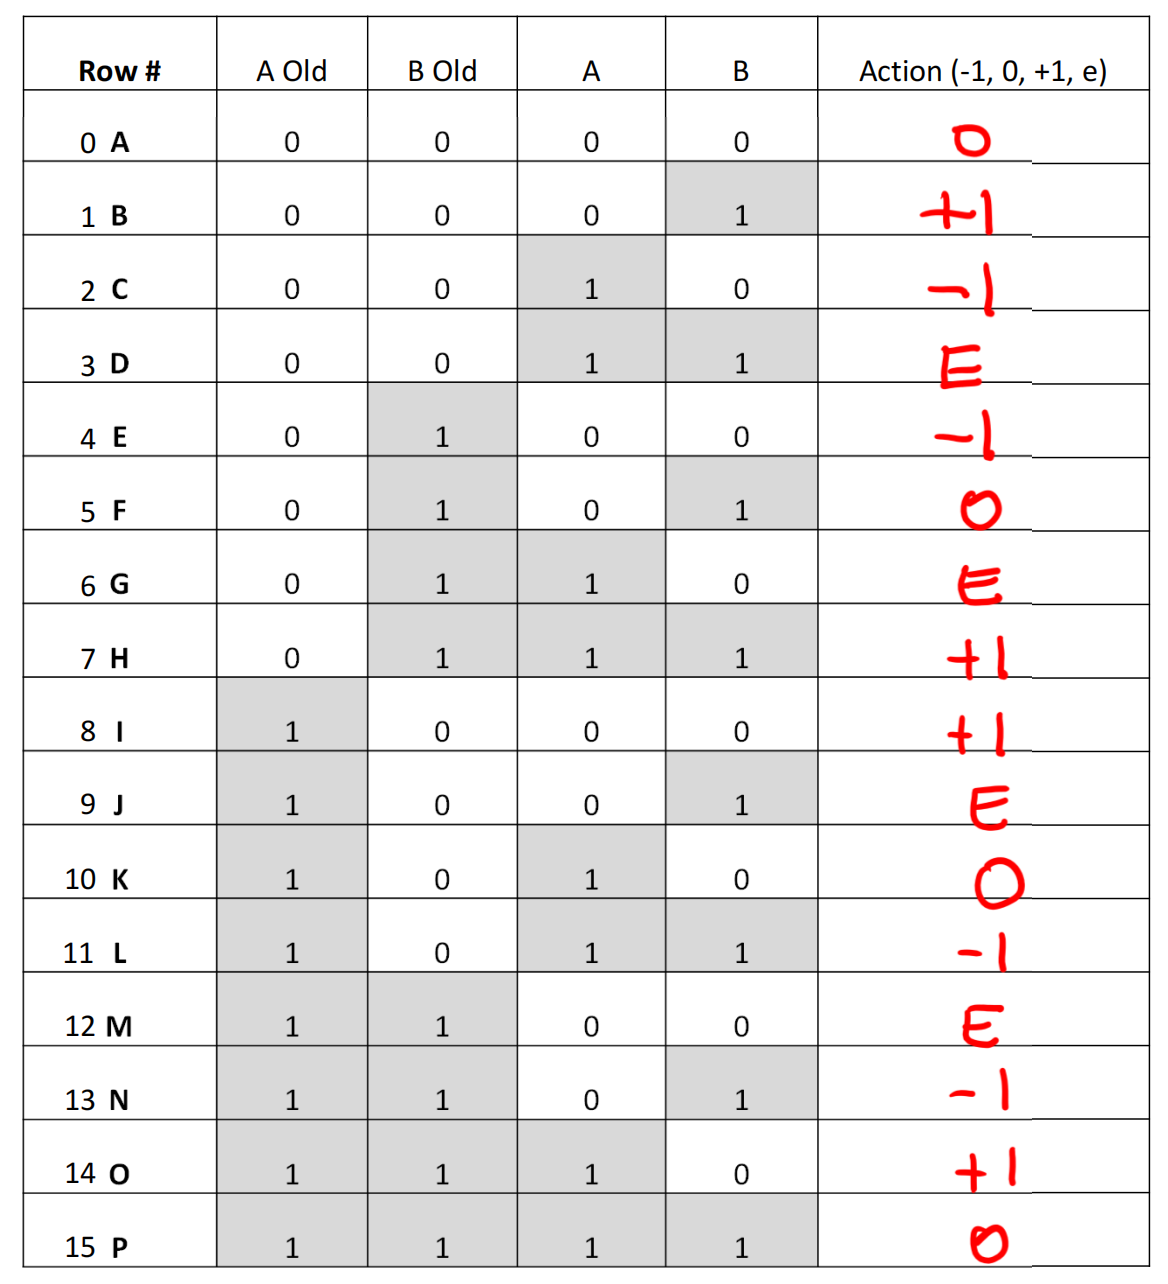 Row # A Old B Old A B Action (-1, 0, +1, e)
0 A 0 0 0 0 0
1 B 0 0 0 1 +1
2 C 0 0 1 0 -1
3 D 0 0 1 1 E
4 E 0 1 0 0 -1
5 F 0 1 0 1 0
6 G 0 1 1 0 E
7 H 0 1 1 1 +1
8 I 1 0 0 0 +1
9 J 1 0 0 1 E
10 K 1 0 1 0 0
11 L 1 0 1 1 -1
12 M 1 1 0 0 E
13 N 1 1 0 1 -1
14 O 1 1 1 0 +1
15 P 1 1 1 1 0